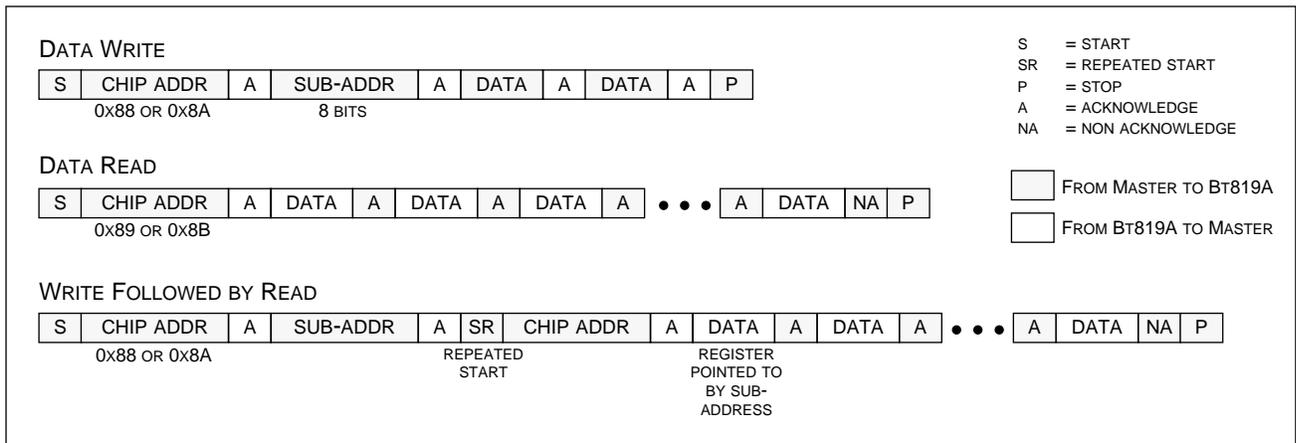 DATA WRITE
S CHIP ADDR A SUB-ADDR A DATA A DATA A P
0X88 OR 0X8A 8 BITS
DATA READ
S CHIP ADDR A DATA A DATA A DATA A • • • A DATA NA P
0X89 OR 0X8B
WRITE FOLLOWED BY READ
S CHIP ADDR A SUB-ADDR A SR CHIP ADDR A DATA A DATA A • • • A DATA NA P
0X88 OR 0X8A
REPEATED
START
REGISTER
POINTED TO
BY SUB-
ADDRESS
S = START
SR = REPEATED START
P = STOP
A = ACKNOWLEDGE
NA = NON ACKNOWLEDGE
FROM MASTER TO BT819A
FROM BT819A TO MASTER